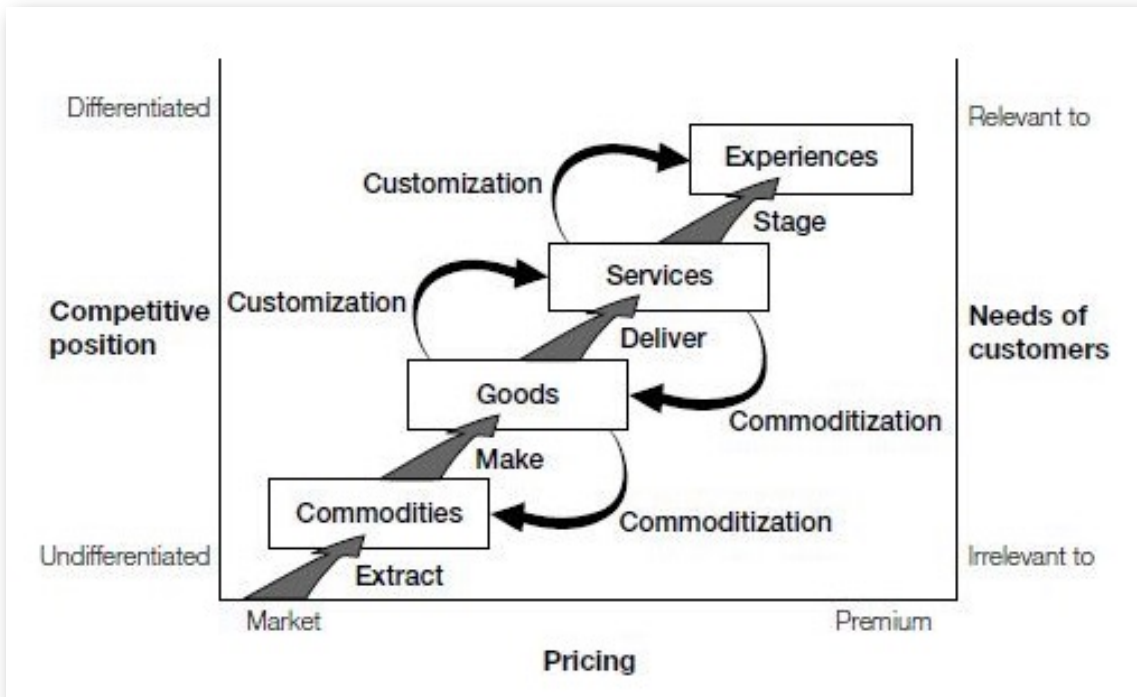 Differentiated
Relevant to
Experiences
Customization
Stage
Services
Customization
Competitive
position
Deliver
Needs of
customers
Goods
Commoditization
Make
Commodities
Commoditization
Undifferentiated
Irrelevant to
Extract
Market
Premium
Pricing